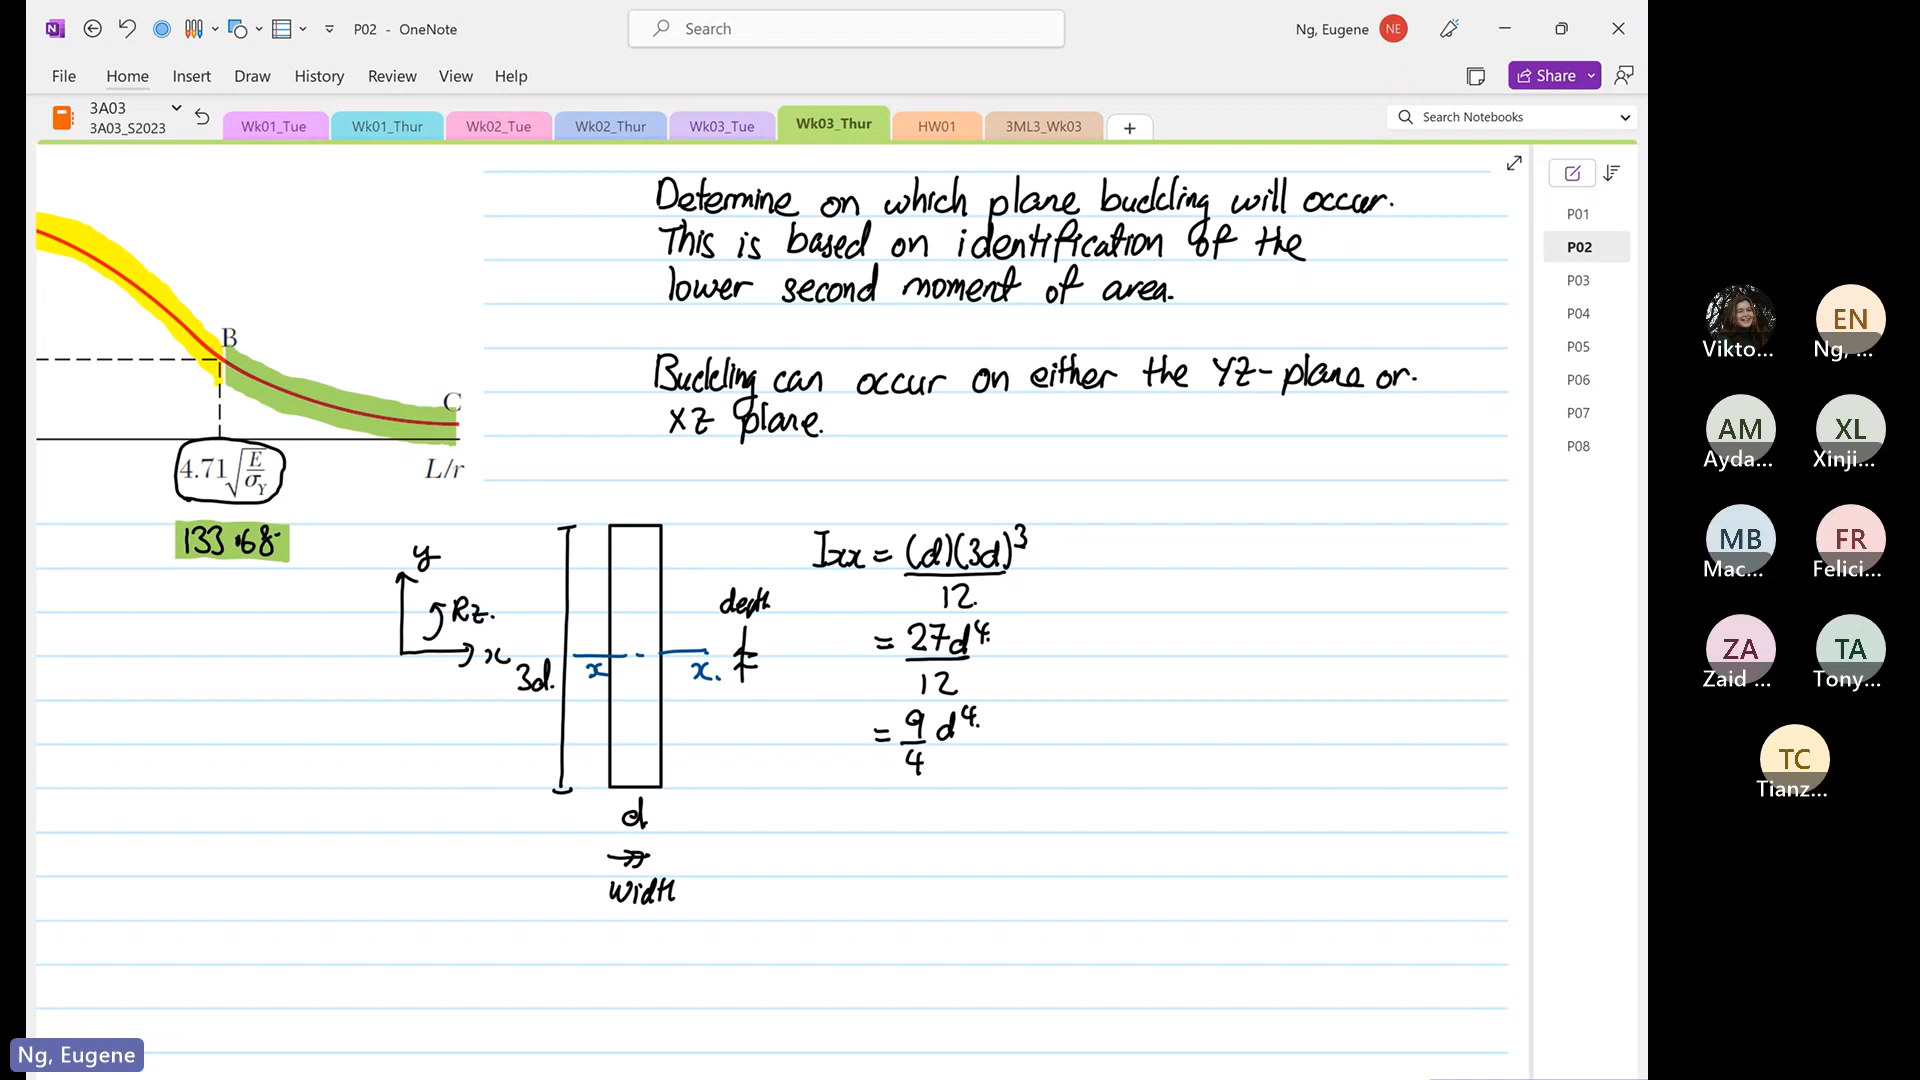 P02 - OneNote
Search
Ng, Eugene
NE
File
Home
Insert
Draw
History
Review
View
Help
Share
3A03
3A03_S2023
Wk01_Tue
Wk01_Thur
Wk02_Tue
Wk02_Thur
Wk03_Tue
Wk03_Thur
HW01
3ML3_Wk03
+
Search Notebooks
Determine on which plane buckling will occur.
This is based on identification of the
lower second moment of area.
Buckling can occur on either the YZ-plane or.
XZ plane.
B
C
4.71√E/σY
L/r
133.68
y
Rz.
x
3d.
x
x.
depth
d
width
Ixx = (d)(3d)³
12.
= 27d⁴.
12
= 9 d⁴.
4
P01
P02
P03
P04
P05
P06
P07
P08
Vikto...
EN
Ng, ...
AM
Ayda...
XL
Xinji...
MB
Mac...
FR
Felici...
ZA
Zaid ...
TA
Tony...
TC
Tianz...
Ng, Eugene